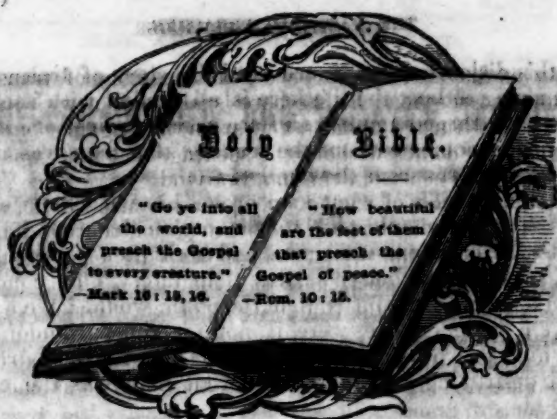 Holy Bible.
"Go ye into all
the world, and
preach the Gospel
to every creature."
—Mark 16: 15, 16.
"How beautiful
are the feet of them
that preach the
Gospel of peace."
—Rom. 10: 15.